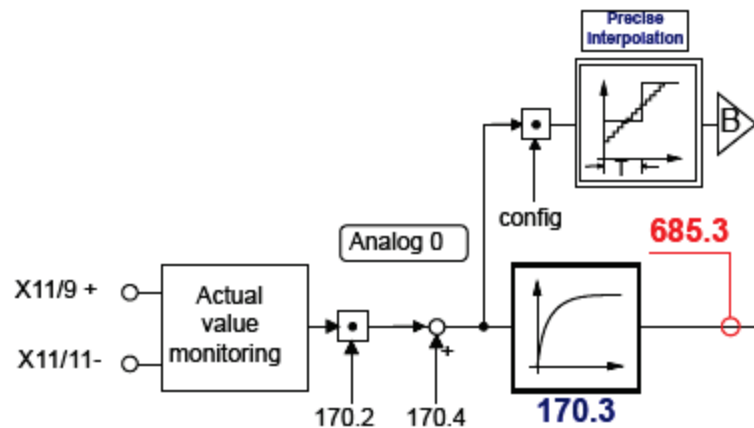 Precise
interpolation
B
T
config
Analog 0
685.3
X11/9 +
X11/11-
Actual
value
monitoring
+
170.2
170.4
170.3